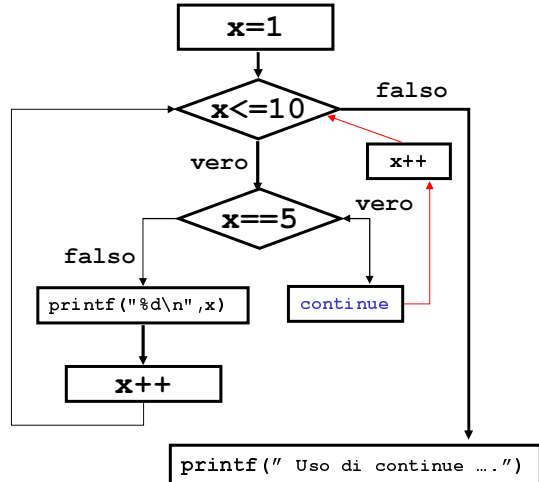 x=1
x<=10
falso
x++
vero
vero
x==5
falso
printf("%d\n",x)
continue
x++
printf(” Uso di continue ….”)